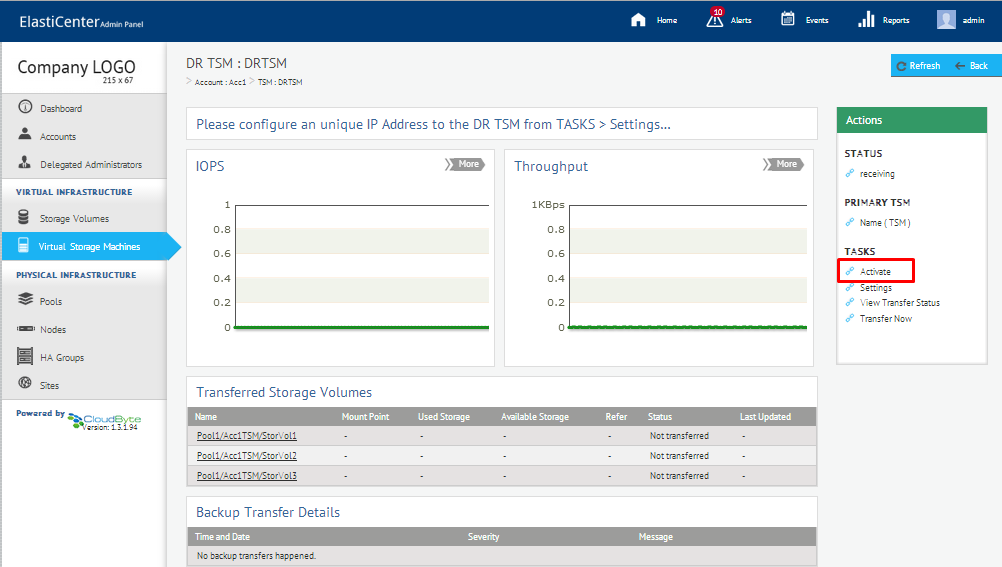 ElastiCenter Admin Panel
Home
10
Alerts
Events
Reports
admin
Company LOGO
215 x 67
Dashboard
Accounts
Delegated Administrators
VIRTUAL INFRASTRUCTURE
Storage Volumes
Virtual Storage Machines
PHYSICAL INFRASTRUCTURE
Pools
Nodes
HA Groups
Sites
Powered by CloudByte
Version: 1.3.1.94
DR TSM : DRTSM
> Account : Acc1 > TSM : DRTSM
Refresh
Back
Please configure an unique IP Address to the DR TSM from TASKS > Settings...
IOPS
More
1
0.8
0.6
0.4
0.2
0
Throughput
More
1KBps
0.8
0.6
0.4
0.2
0
Actions
STATUS
receiving
PRIMARY TSM
Name ( TSM )
TASKS
Activate
Settings
View Transfer Status
Transfer Now
Transferred Storage Volumes
Name Mount Point Used Storage Available Storage Refer Status Last Updated
Pool1/Acc1TSM/StorVol1 - - - - Not transferred -
Pool1/Acc1TSM/StorVol2 - - - - Not transferred -
Pool1/Acc1TSM/StorVol3 - - - - Not transferred -
Backup Transfer Details
Time and Date Severity Message
No backup transfers happened.